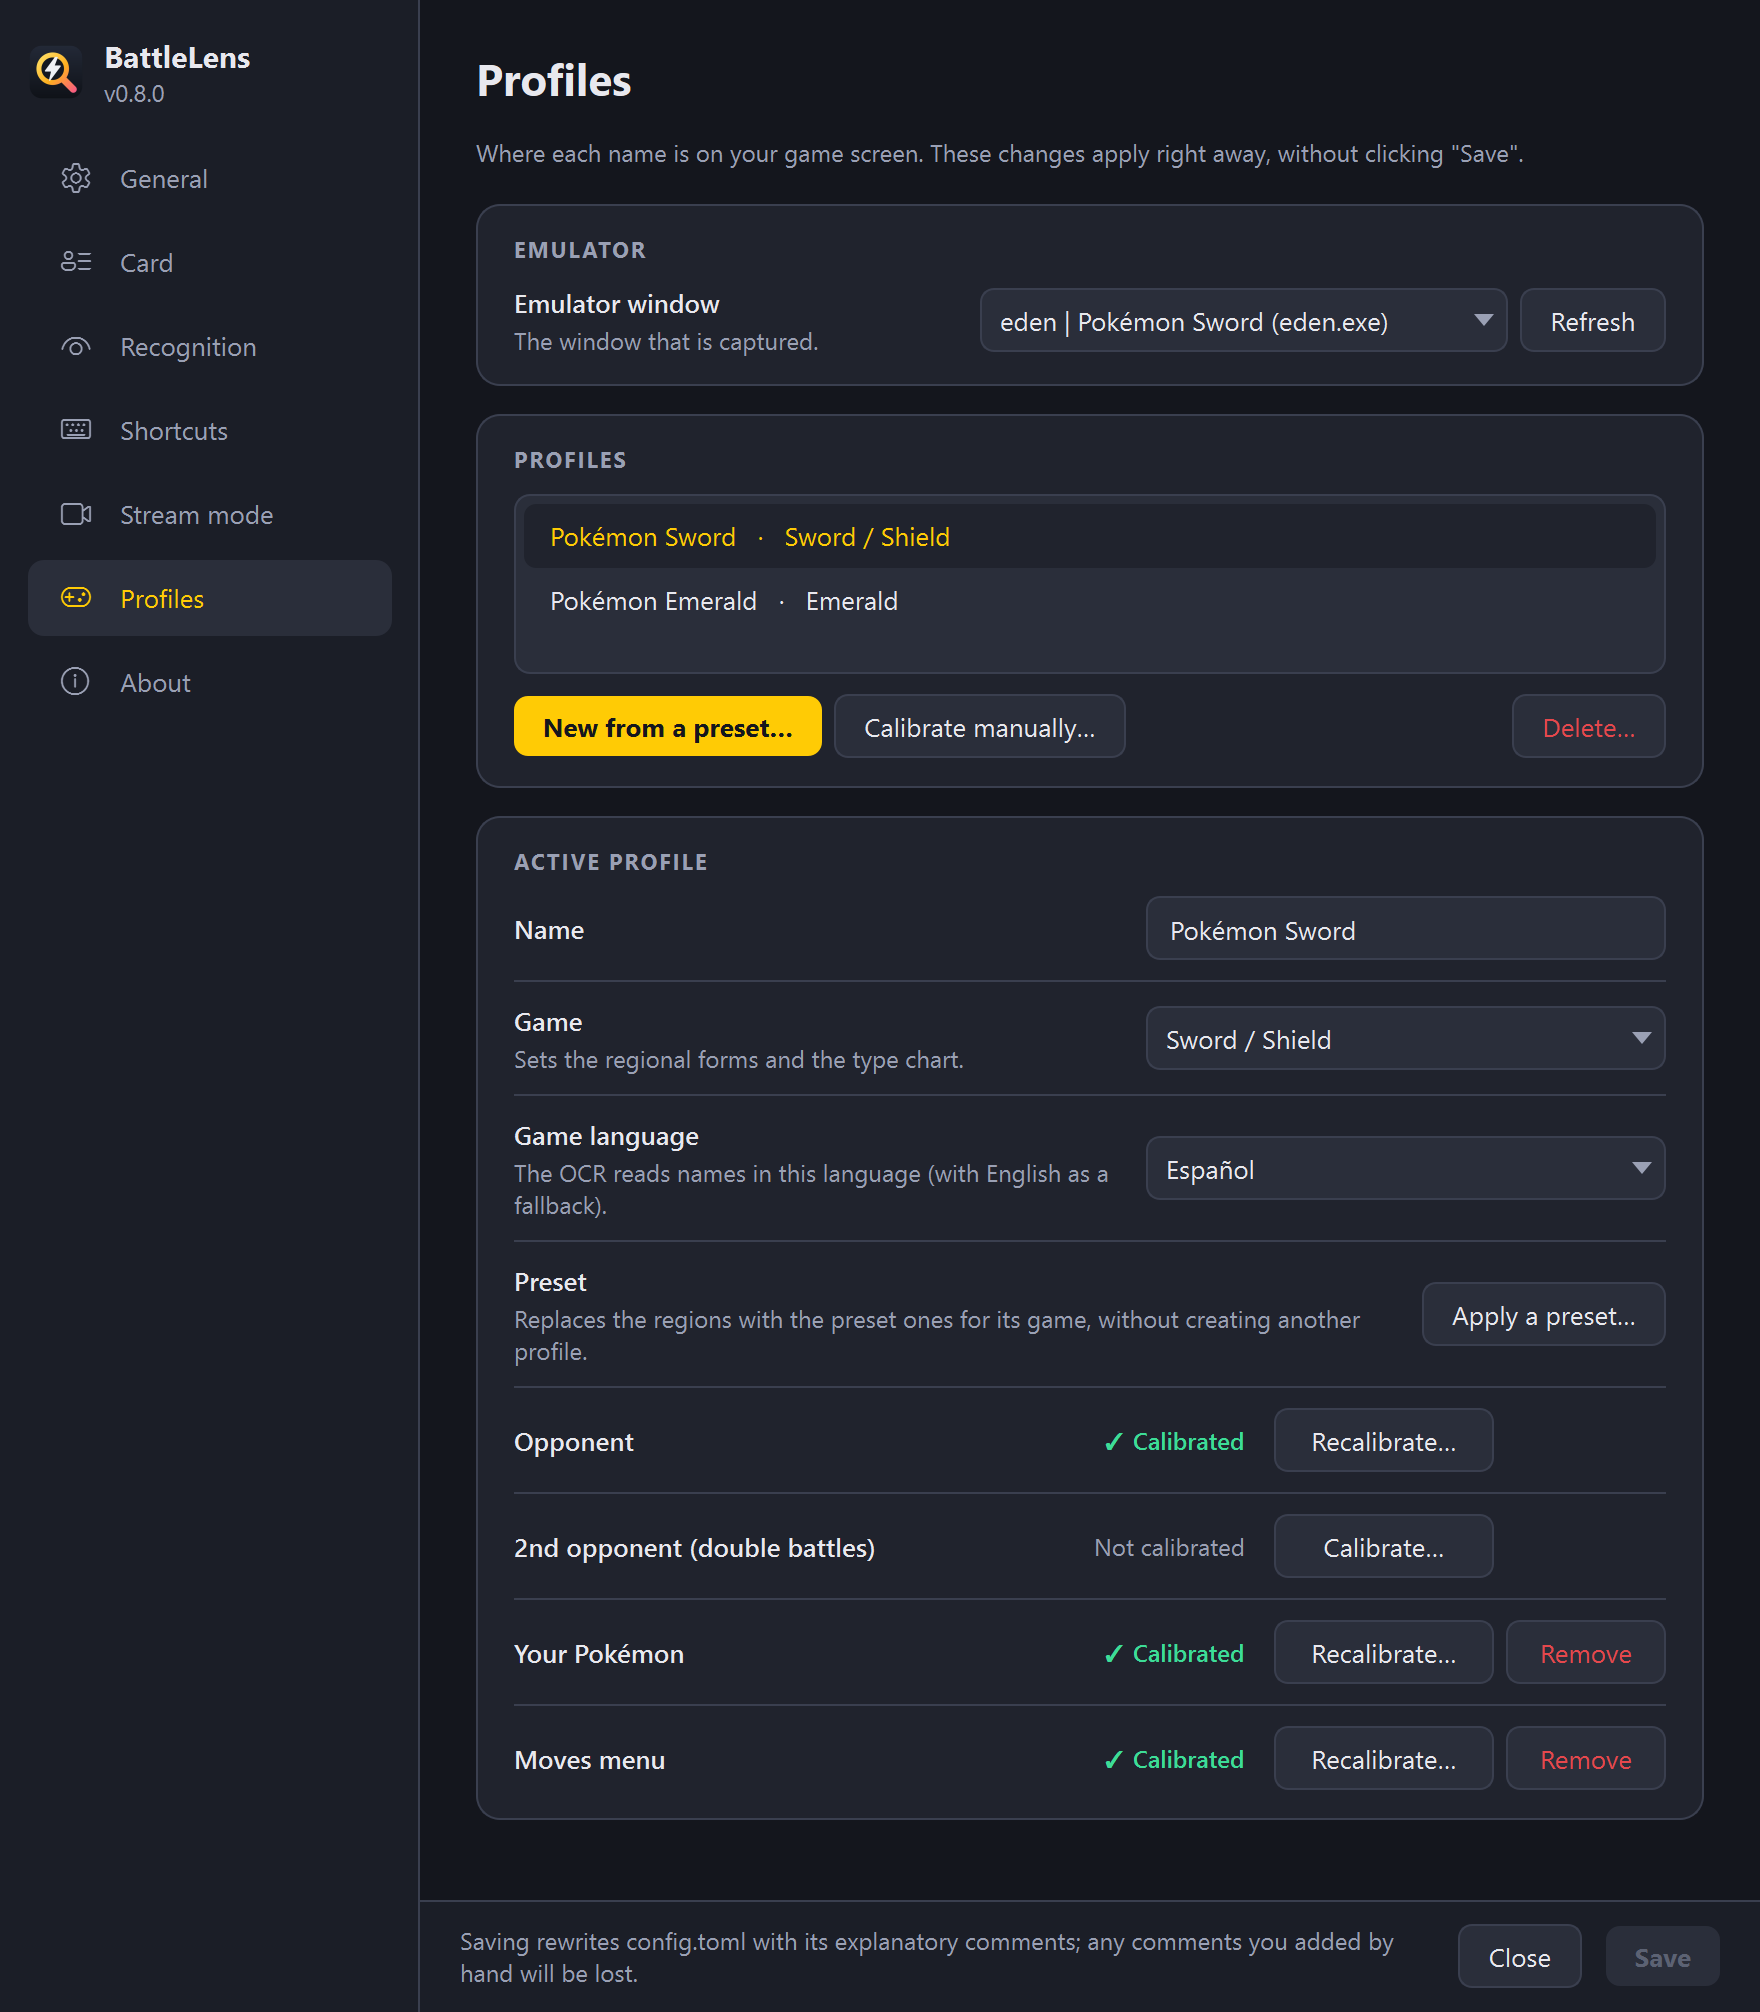 BattleLens
v0.8.0
General
Card
Recognition
Shortcuts
Stream mode
Profiles
About
Profiles
Where each name is on your game screen. These changes apply right away, without clicking "Save".
EMULATOR
Emulator window
The window that is captured.
eden | Pokémon Sword (eden.exe)
Refresh
PROFILES
Pokémon Sword · Sword / Shield
Pokémon Emerald · Emerald
New from a preset...
Calibrate manually...
Delete...
ACTIVE PROFILE
Name
Pokémon Sword
Game
Sets the regional forms and the type chart.
Sword / Shield
Game language
The OCR reads names in this language (with English as a
fallback).
Español
Preset
Replaces the regions with the preset ones for its game, without creating another
profile.
Apply a preset...
Opponent
✓ Calibrated
Recalibrate...
2nd opponent (double battles)
Not calibrated
Calibrate...
Your Pokémon
✓ Calibrated
Recalibrate...
Remove
Moves menu
✓ Calibrated
Recalibrate...
Remove
Saving rewrites config.toml with its explanatory comments; any comments you added by
hand will be lost.
Close
Save